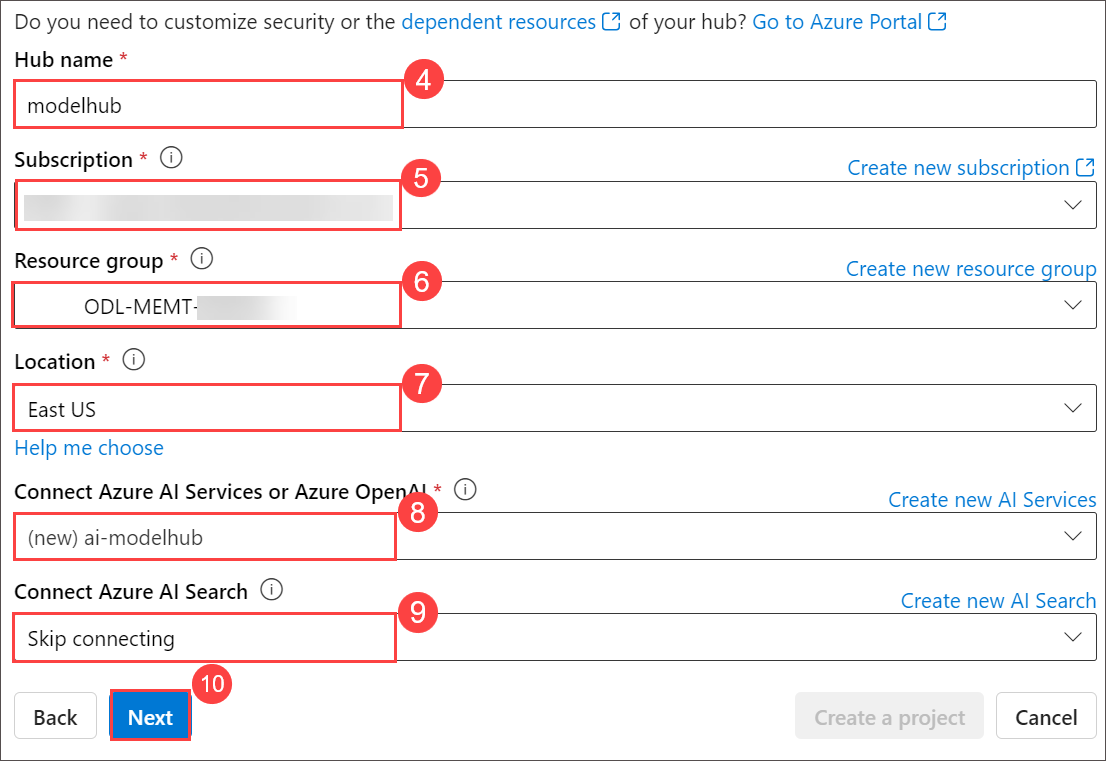 Do you need to customize security or the dependent resources of your hub? Go to Azure Portal
Hub name *
4
modelhub
Subscription *
Create new subscription
5
Resource group *
Create new resource group
6
ODL-MEMT-
Location *
7
East US
Help me choose
Connect Azure AI Services or Azure OpenAI *
Create new AI Services
8
(new) ai-modelhub
Connect Azure AI Search
Create new AI Search
9
Skip connecting
10
Back
Next
Create a project
Cancel